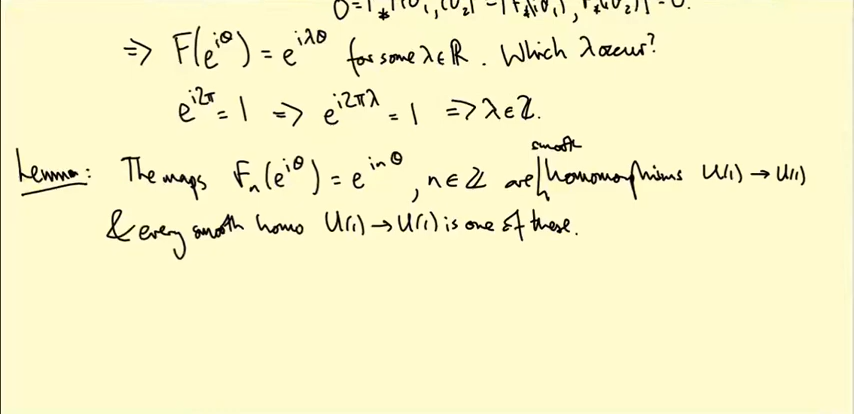 ⇒ F(e^{iθ}) = e^{iλθ} for some λ∈ℝ. Which λ occur?
e^{i2π} = 1 ⇒ e^{i2πλ} = 1 ⇒ λ∈ℤ.
Lemma: The maps F_n(e^{iθ}) = e^{inθ}, n∈ℤ are smooth homomorphisms U(1) → U(1)
& every smooth homo U(1) → U(1) is one of these.